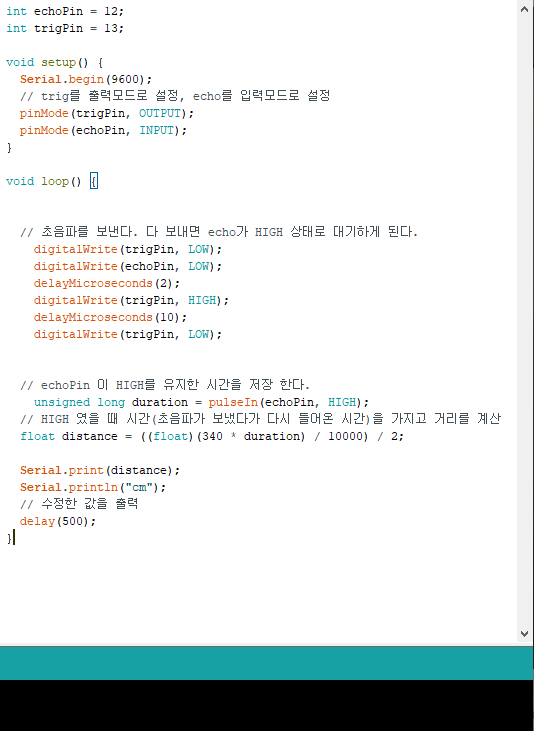 int echoPin = 12;
int trigPin = 13;
void setup() {
Serial.begin(9600);
// trig를 출력모드로 설정, echo를 입력모드로 설정
pinMode(trigPin, OUTPUT);
pinMode(echoPin, INPUT);
}
void loop() {
// 초음파를 보낸다. 다 보내면 echo가 HIGH 상태로 대기하게 된다.
digitalWrite(trigPin, LOW);
digitalWrite(echoPin, LOW);
delayMicroseconds(2);
digitalWrite(trigPin, HIGH);
delayMicroseconds(10);
digitalWrite(trigPin, LOW);
// echoPin 이 HIGH를 유지한 시간을 저장 한다.
unsigned long duration = pulseIn(echoPin, HIGH);
// HIGH 였을 때 시간(초음파가 보냈다가 다시 들어온 시간)을 가지고 거리를 계산
float distance = ((float)(340 * duration) / 10000) / 2;
Serial.print(distance);
Serial.println("cm");
// 수정한 값을 출력
delay(500);
}